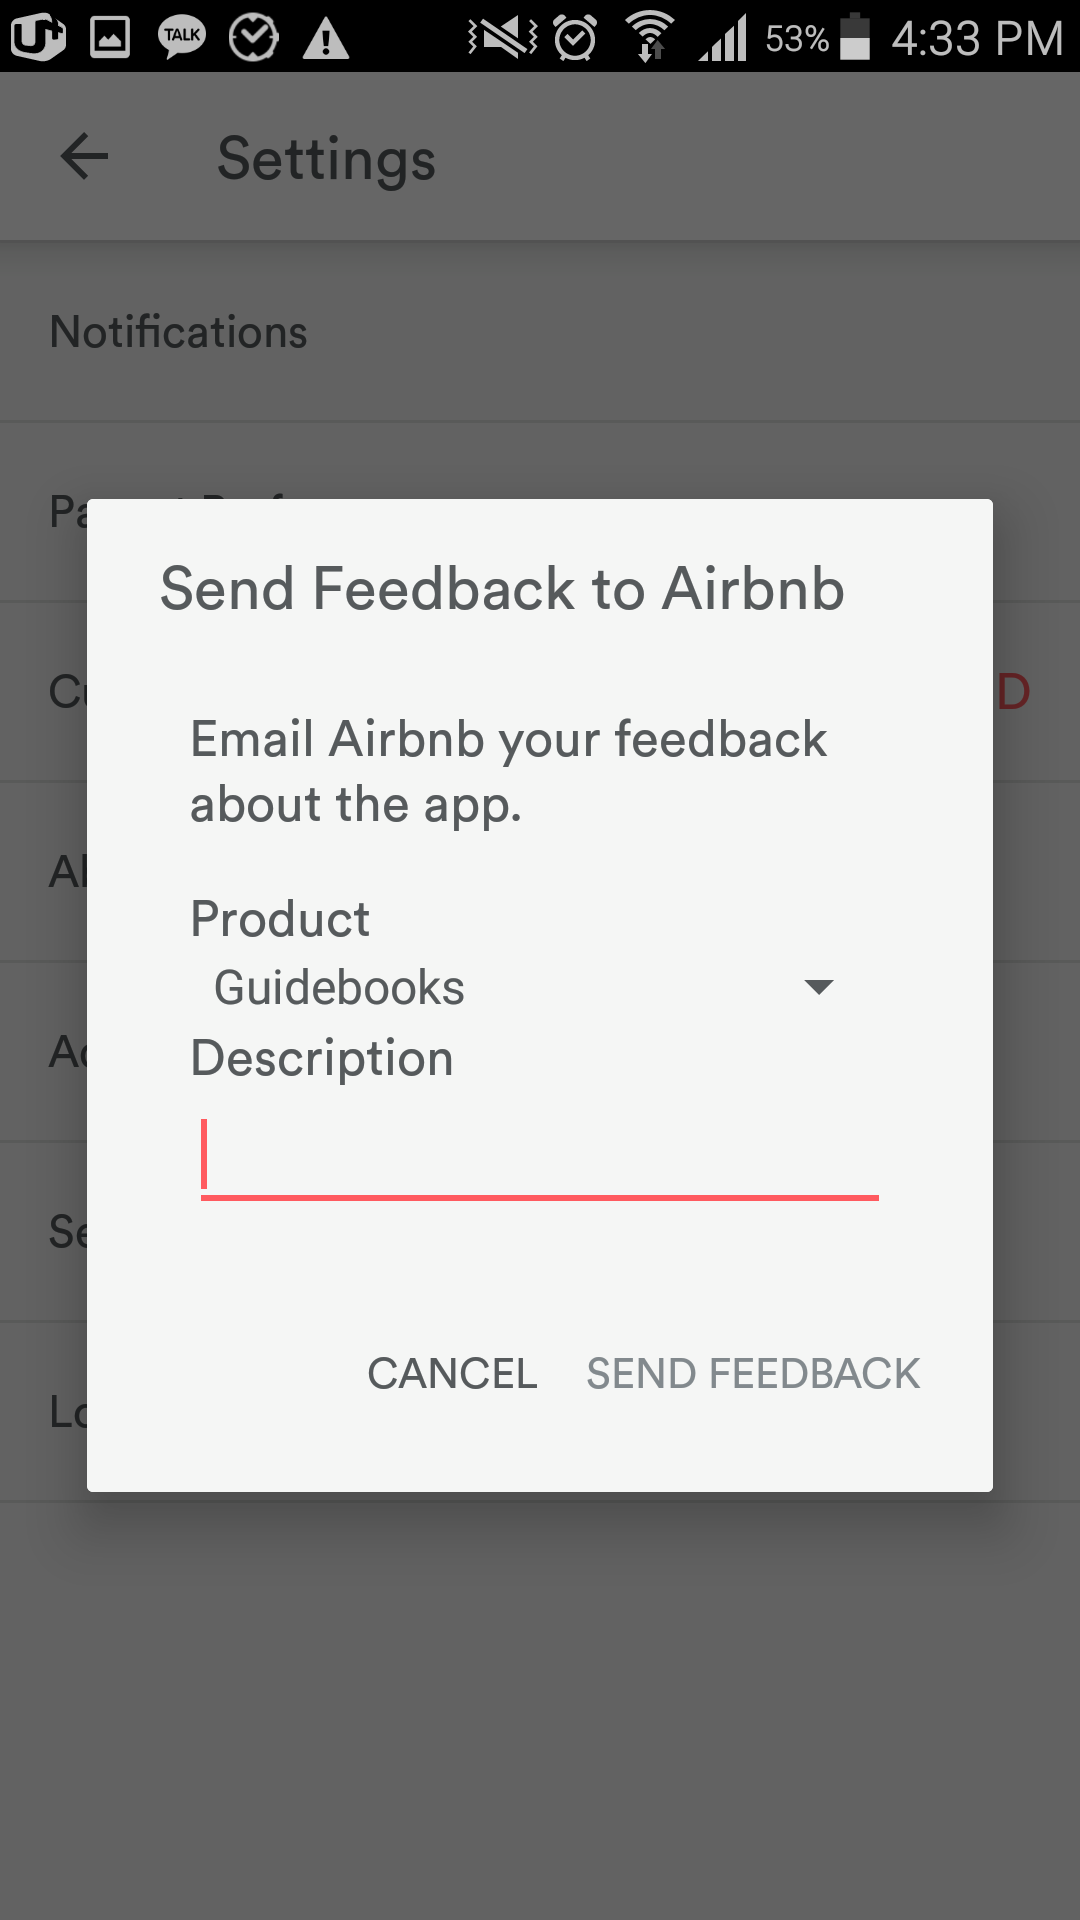 U+ TALK 53% 4:33 PM
Settings
Notifications
Send Feedback to Airbnb
Email Airbnb your feedback
about the app.
Product
Guidebooks
Description
CANCEL SEND FEEDBACK